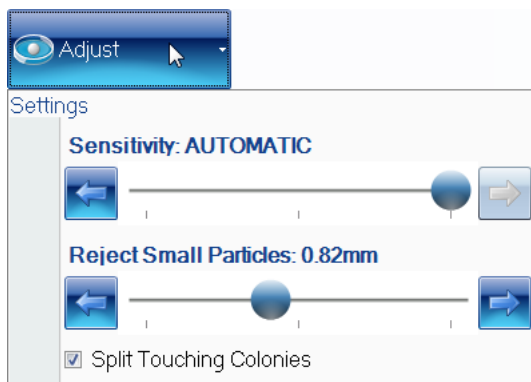 Adjust
Settings
Sensitivity: AUTOMATIC
Reject Small Particles: 0.82mm
Split Touching Colonies